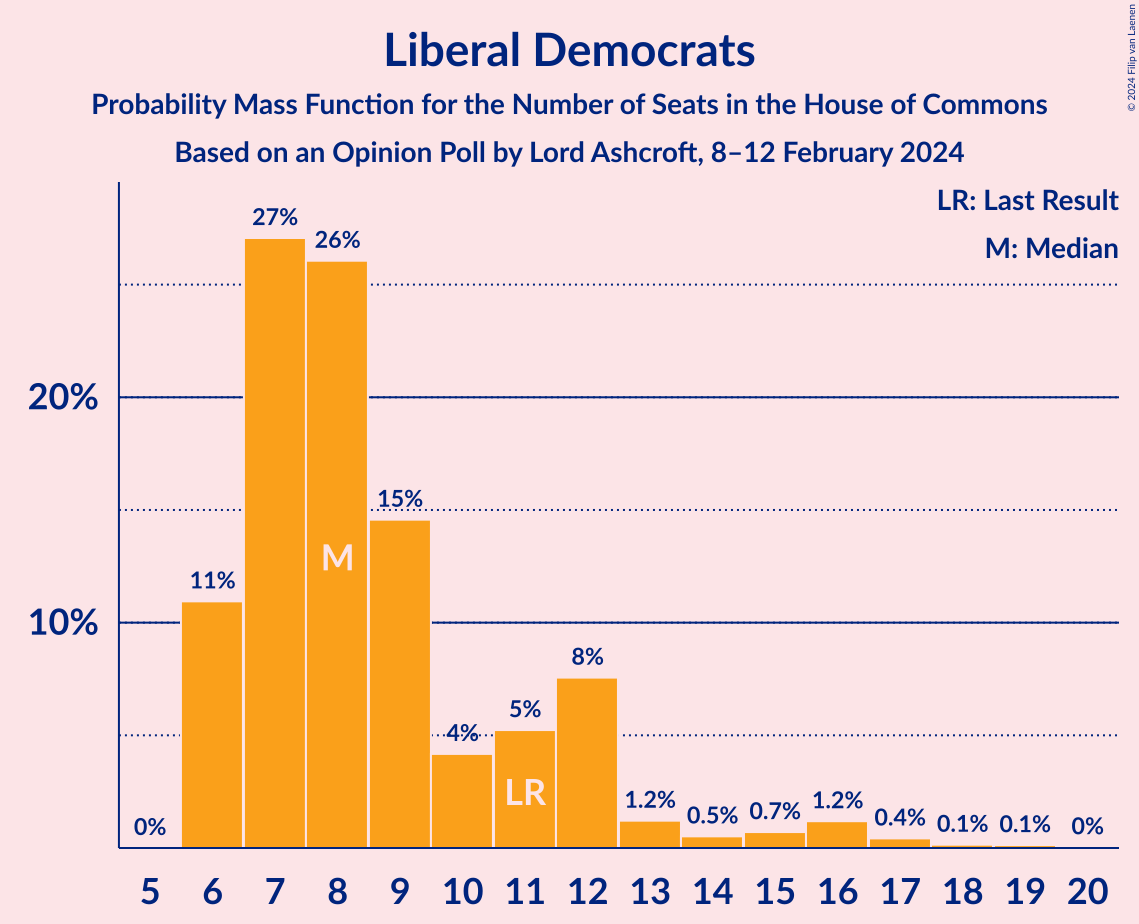 Liberal Democrats
Probability Mass Function for the Number of Seats in the House of Commons
Based on an Opinion Poll by Lord Ashcroft, 8–12 February 2024
© 2024 Filip van Laenen
LR: Last Result
M: Median
27%
26%
20%
15%
M
11%
10%
8%
5%
4%
LR
1.2%
0.5%
0.7%
1.2%
0.4%
0.1%
0.1%
0%
0%
5 6 7 8 9 10 11 12 13 14 15 16 17 18 19 20